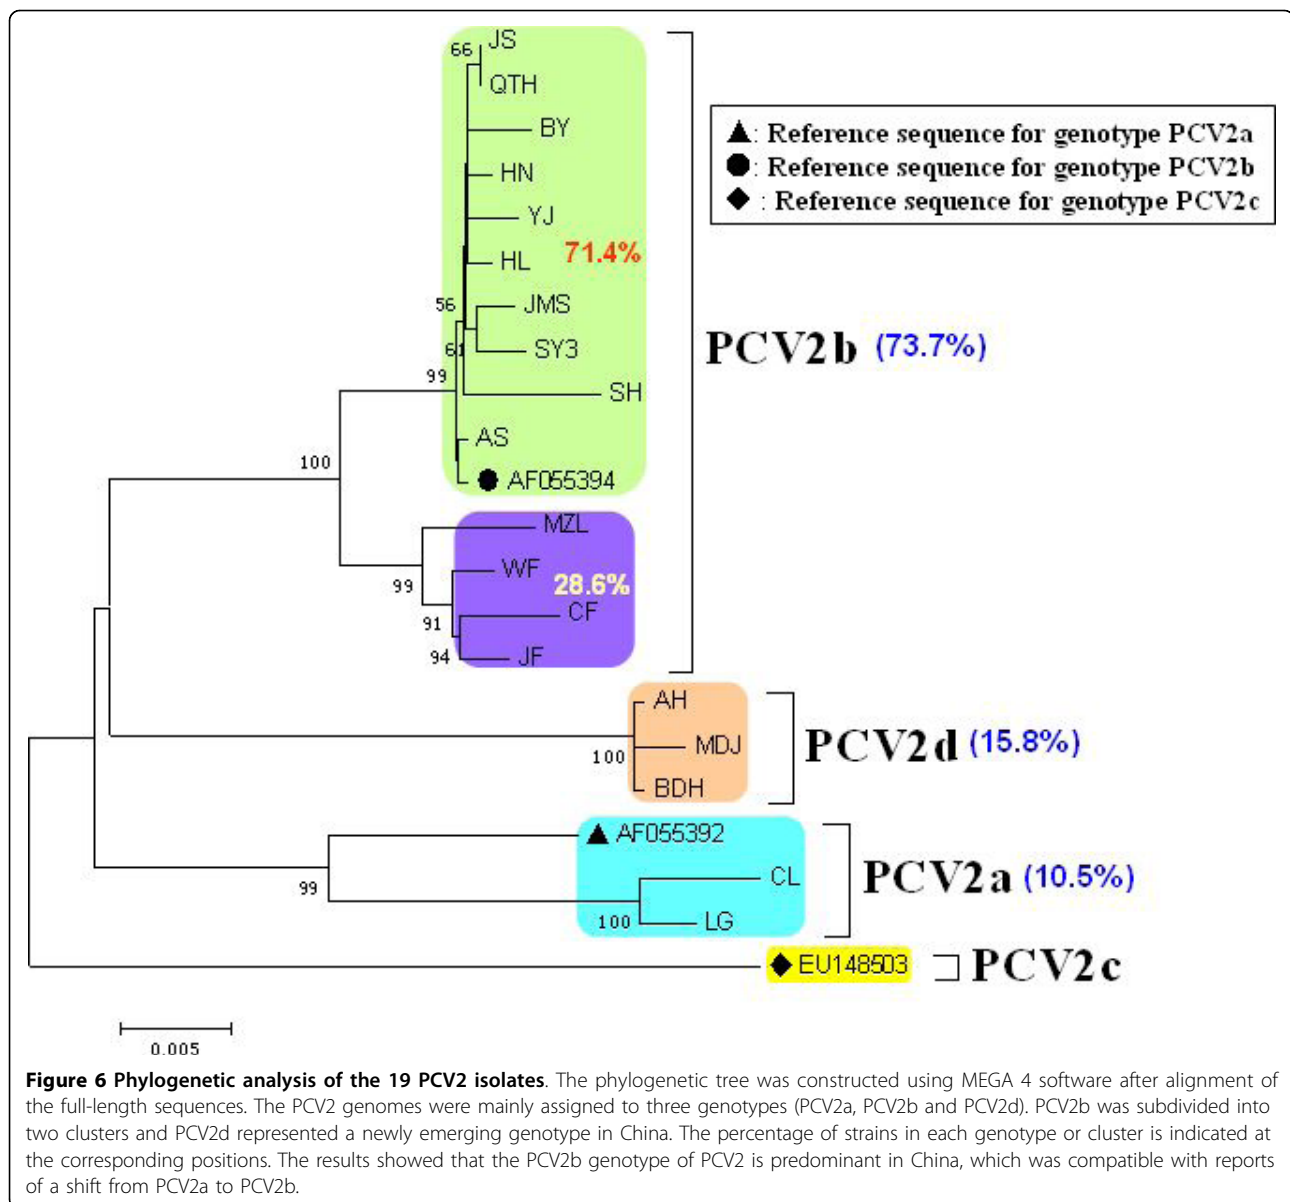 JS
66
QTH
▲: Reference sequence for genotype PCV2a
●: Reference sequence for genotype PCV2b
◆ : Reference sequence for genotype PCV2c
BY
HN
YJ
71.4%
HL
56
JMS
PCV2b (73.7%)
61
SY3
99
SH
AS
100
● AF055394
MZL
WF
99
28.6%
CF
91
94
JF
AH
MDJ
PCV2d (15.8%)
100
BDH
▲ AF055392
CL
PCV2a (10.5%)
99
100
LG
◆ EU148503
PCV2c
0.005
Figure 6 Phylogenetic analysis of the 19 PCV2 isolates. The phylogenetic tree was constructed using MEGA 4 software after alignment of
the full-length sequences. The PCV2 genomes were mainly assigned to three genotypes (PCV2a, PCV2b and PCV2d). PCV2b was subdivided into
two clusters and PCV2d represented a newly emerging genotype in China. The percentage of strains in each genotype or cluster is indicated at
the corresponding positions. The results showed that the PCV2b genotype of PCV2 is predominant in China, which was compatible with reports
of a shift from PCV2a to PCV2b.